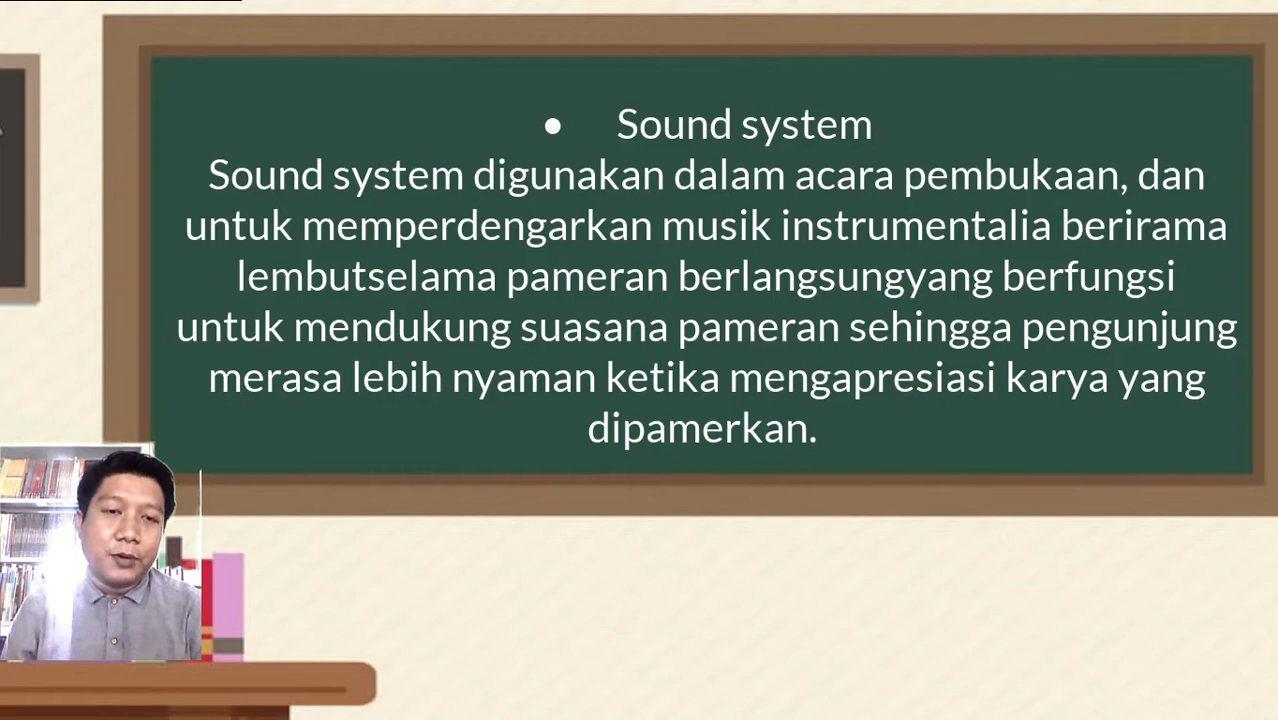 • Sound system
Sound system digunakan dalam acara pembukaan, dan
untuk memperdengarkan musik instrumentalia berirama
lembutselama pameran berlangsungyang berfungsi
untuk mendukung suasana pameran sehingga pengunjung
merasa lebih nyaman ketika mengapresiasi karya yang
dipamerkan.